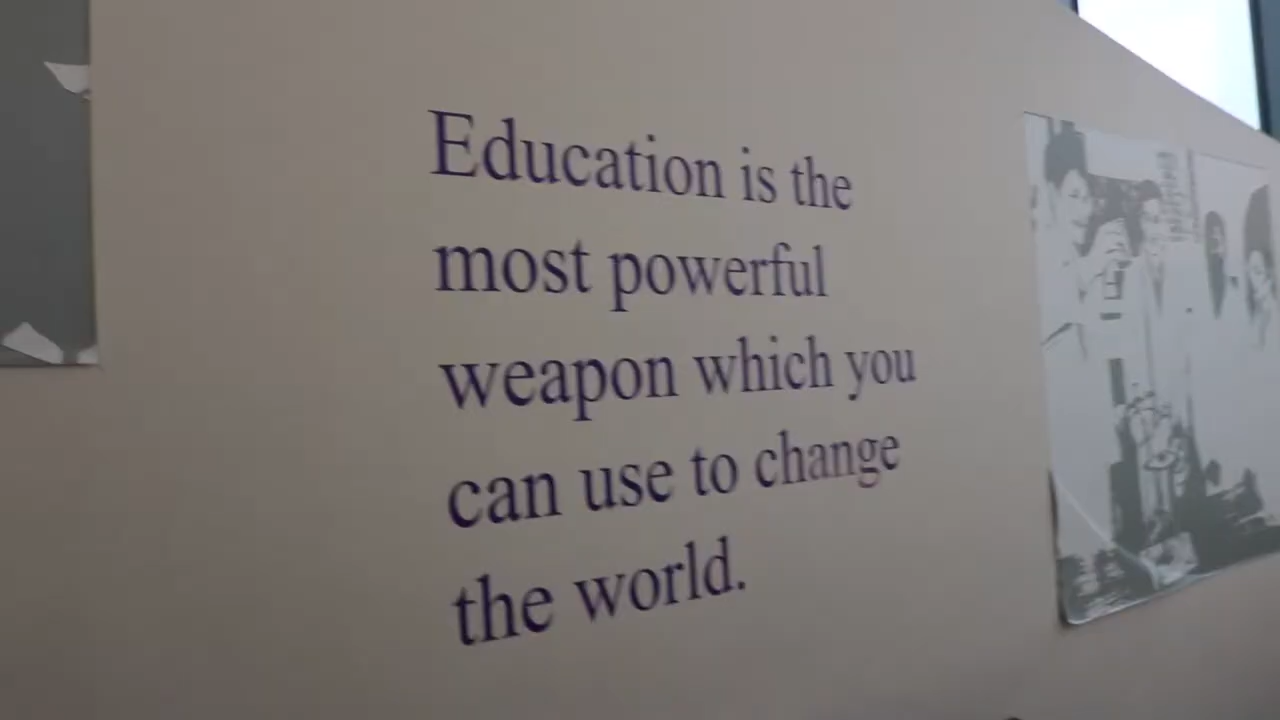 Education is the
most powerful
weapon which you
can use to change
the world.